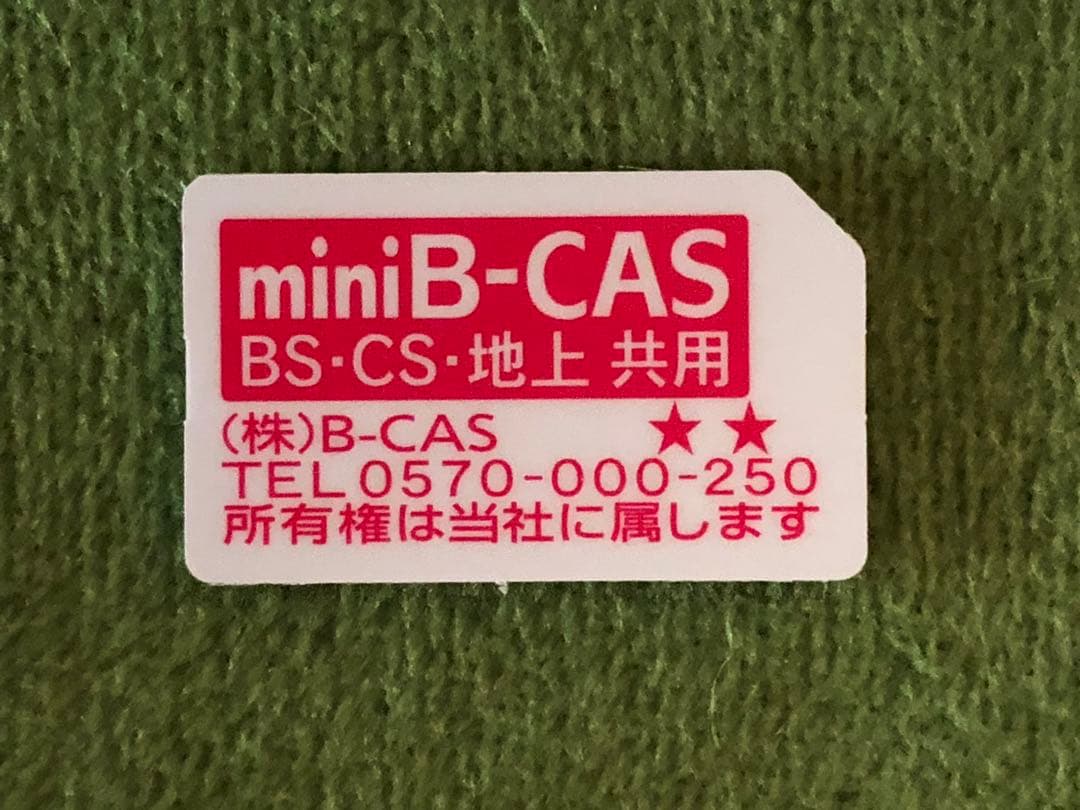 miniB-CAS
BS・CS・地上 共用
(株)B-CAS ★★
TEL0570-000-250
所有権は当社に属します